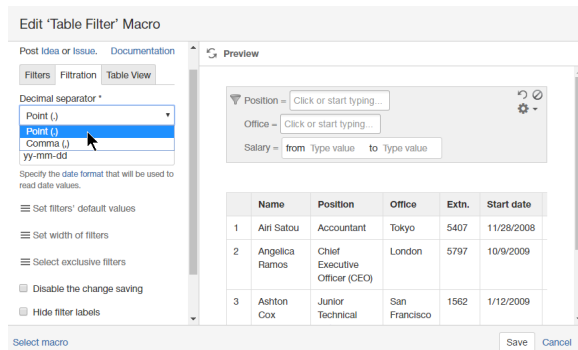 Edit ‘Table Filter’ Macro
Post Idea or Issue. Documentation
Filters Filtration Table View
Decimal separator *
Point (.)
Point (.)
Comma (,)
yy-mm-dd
Specify the date format that will be used to
read date values.
Set filters' default values
Set width of filters
Select exclusive filters
Disable the change saving
Hide filter labels
Preview
Position = Click or start typing...
Office = Click or start typing...
Salary = from Type value to Type value
Name Position Office Extn. Start date
1 Airi Satou Accountant Tokyo 5407 11/28/2008
2 Angelica Chief London 5797 10/9/2009
Ramos Executive
Officer (CEO)
3 Ashton Junior San 1562 1/12/2009
Cox Technical Francisco
Select macro Save Cancel